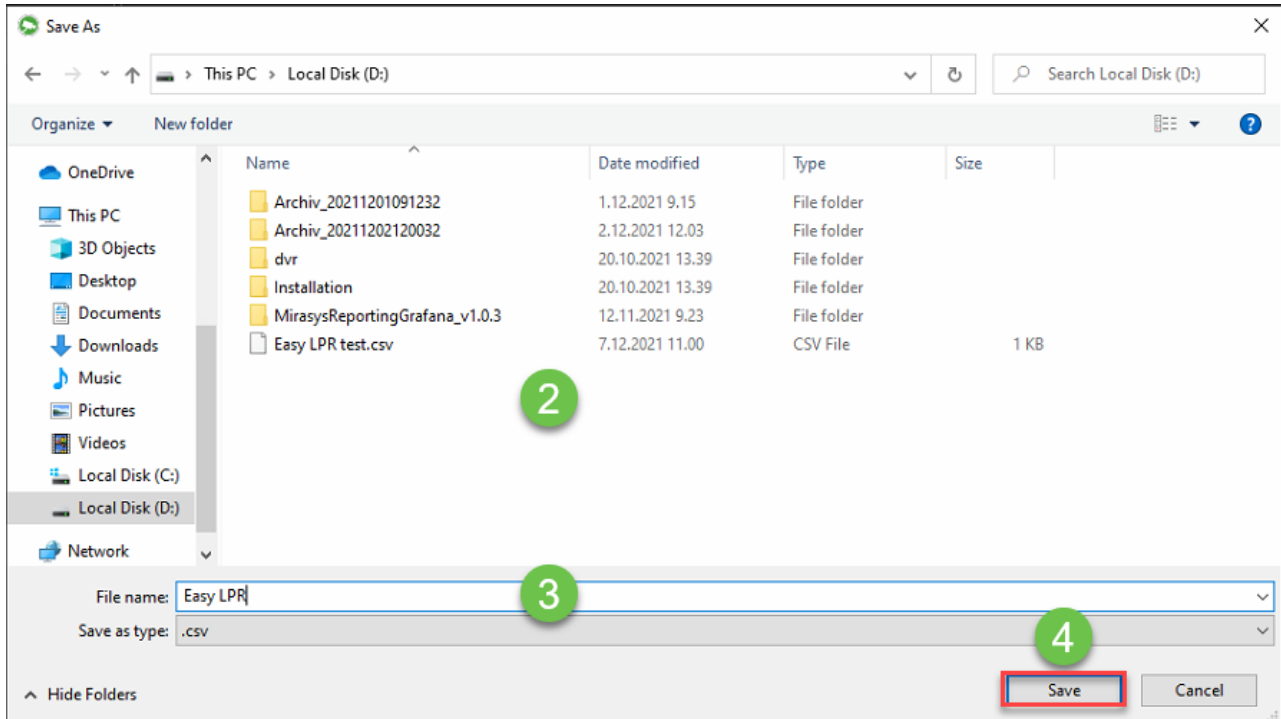 Save As
This PC > Local Disk (D:)
Search Local Disk (D:)
Organize
New folder
Name Date modified Type Size
OneDrive
This PC
3D Objects
Desktop
Documents
Downloads
Music
Pictures
Videos
Local Disk (C:)
Local Disk (D:)
Network
Archiv_20211201091232 1.12.2021 9.15 File folder
Archiv_20211202120032 2.12.2021 12.03 File folder
dvr 20.10.2021 13.39 File folder
Installation 20.10.2021 13.39 File folder
MirasysReportingGrafana_v1.0.3 12.11.2021 9.23 File folder
Easy LPR test.csv 7.12.2021 11.00 CSV File 1 KB
2
File name: Easy LPR
3
Save as type: .csv
4
Hide Folders
Save
Cancel